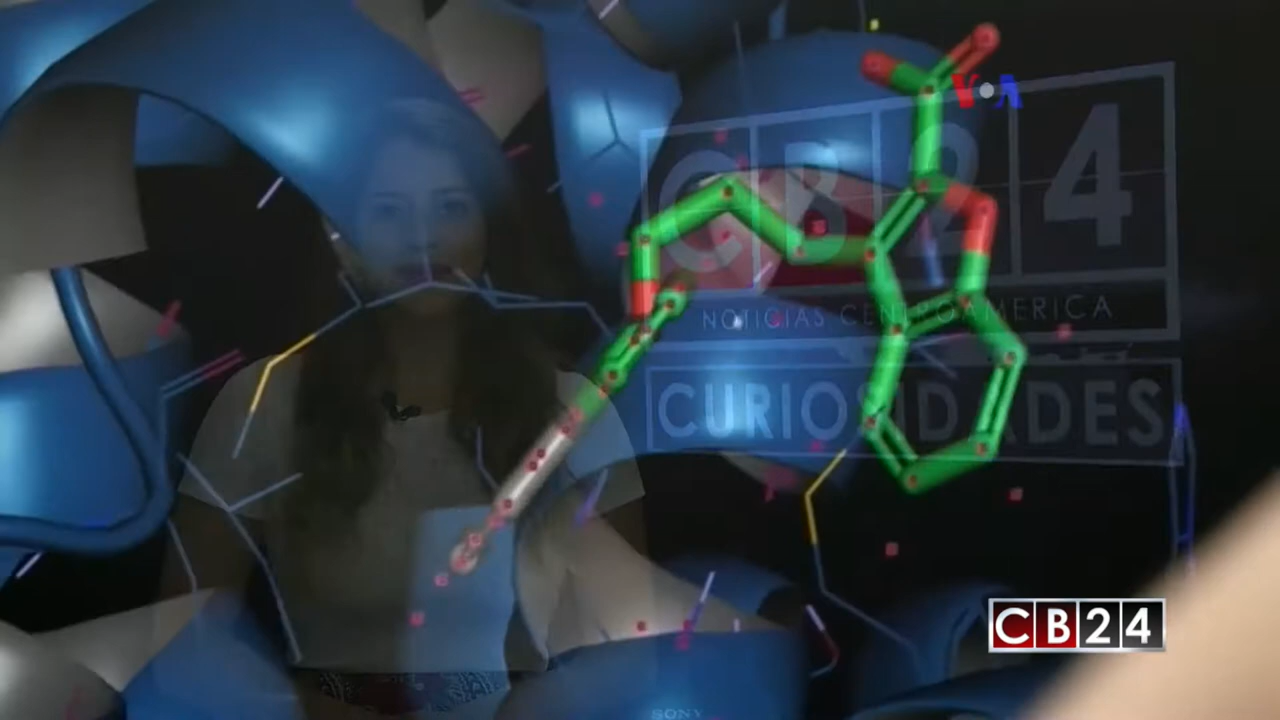 VOA
CB24
NOTICIAS CENTROAMERICA
CURIOSIDADES
CB24
SONY